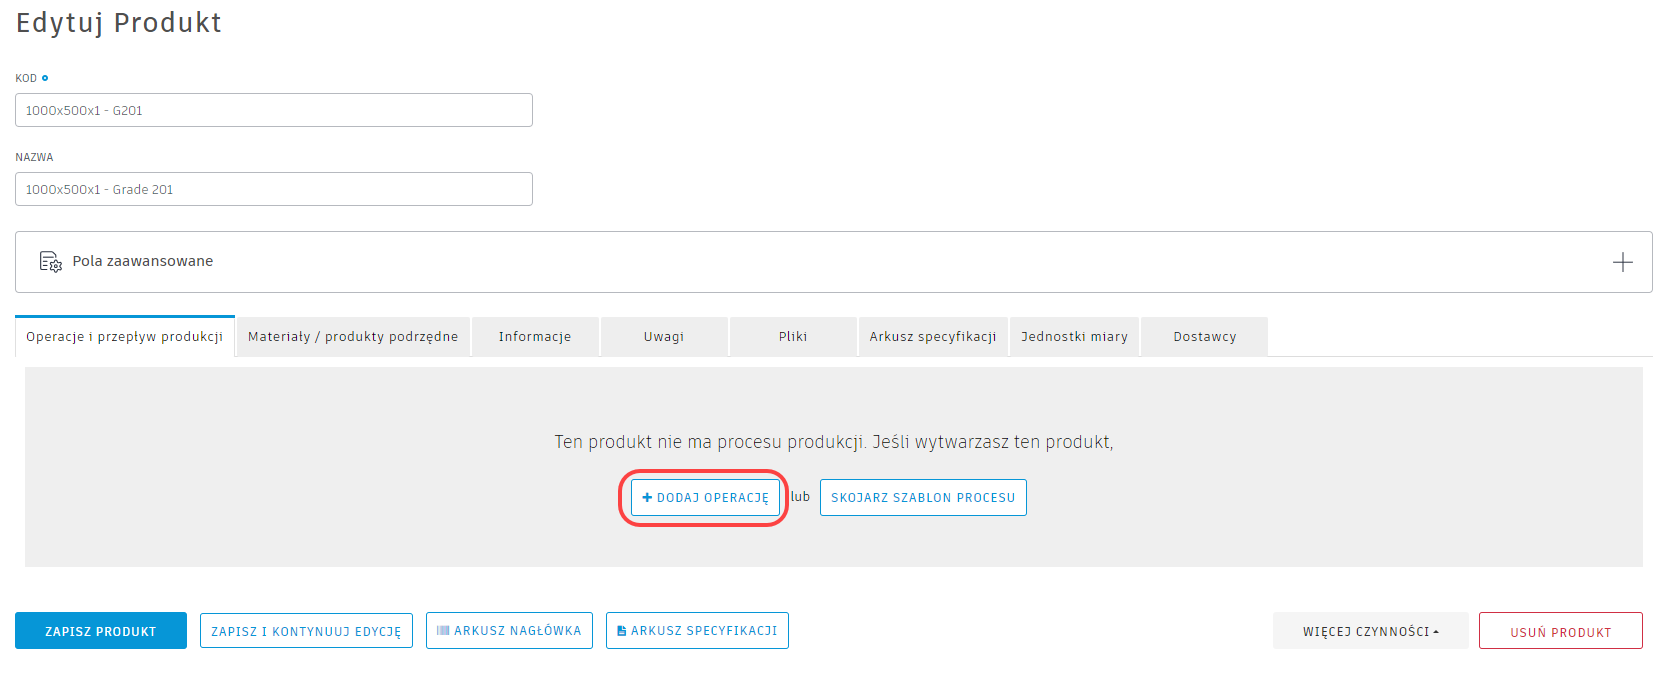 Edytuj Produkt
KOD
1000x500x1 - G201
NAZWA
1000x500x1 - Grade 201
Pola zaawansowane
Operacje i przepływ produkcji Materiały / produkty podrzędne Informacje Uwagi Pliki Arkusz specyfikacji Jednostki miary Dostawcy
Ten produkt nie ma procesu produkcji. Jeśli wytwarzasz ten produkt,
DODAJ OPERACJĘ lub SKOJARZ SZABLON PROCESU
ZAPISZ PRODUKT ZAPISZ I KONTYNUUJ EDYCJĘ ARKUSZ NAGŁÓWKA ARKUSZ SPECYFIKACJI WIĘCEJ CZYNNOŚCI USUŃ PRODUKT